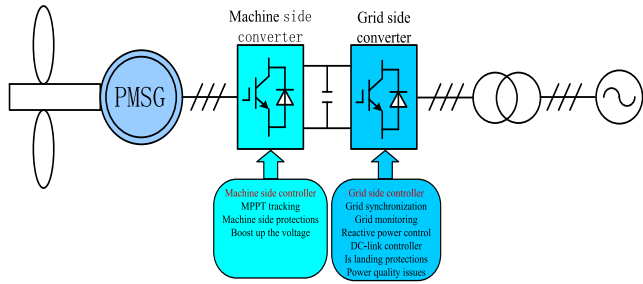 Machine side
converter
Grid side
converter
PMSG
Machine side controller
MPPT tracking
Machine side protections
Boost up the voltage
Grid side controller
Grid synchronization
Grid monitoring
Reactive power control
DC-link controller
Is landing protections
Power quality issues